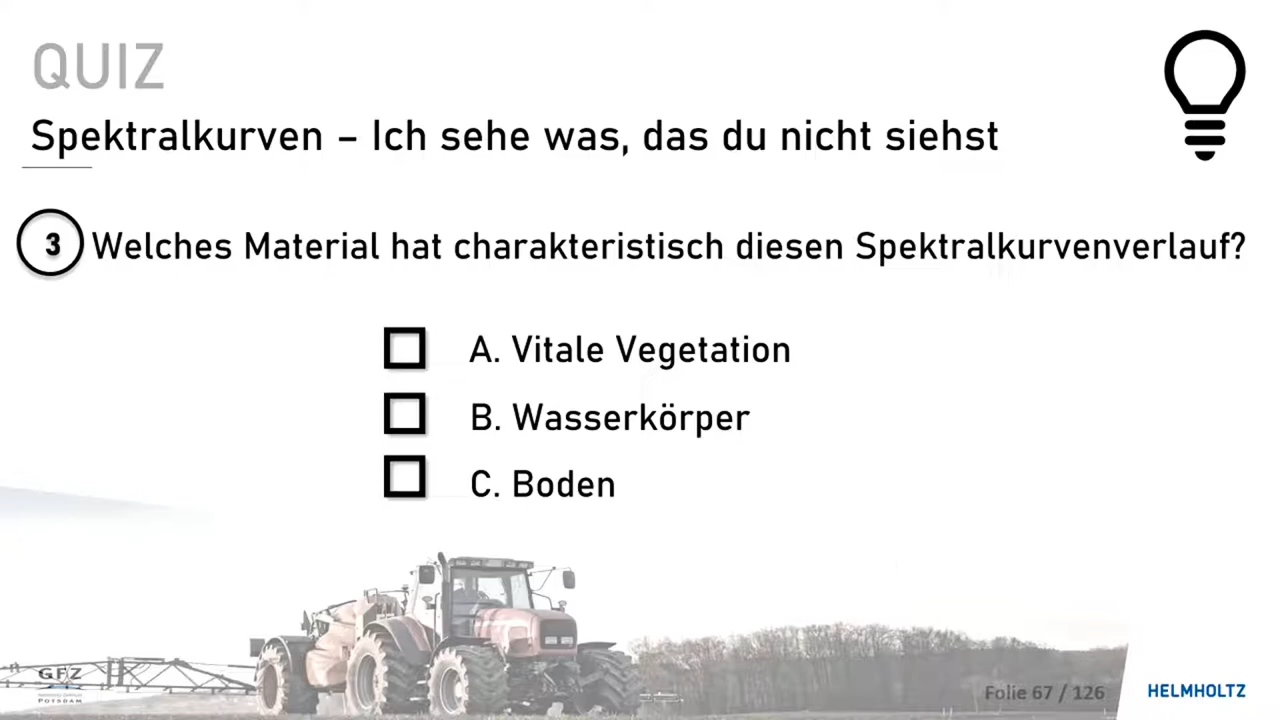 QUIZ
Spektralkurven – Ich sehe was, das du nicht siehst
3 Welches Material hat charakteristisch diesen Spektralkurvenverlauf?
A. Vitale Vegetation
B. Wasserkörper
C. Boden
GFZ
POTSDAM
Folie 67 / 126
HELMHOLTZ